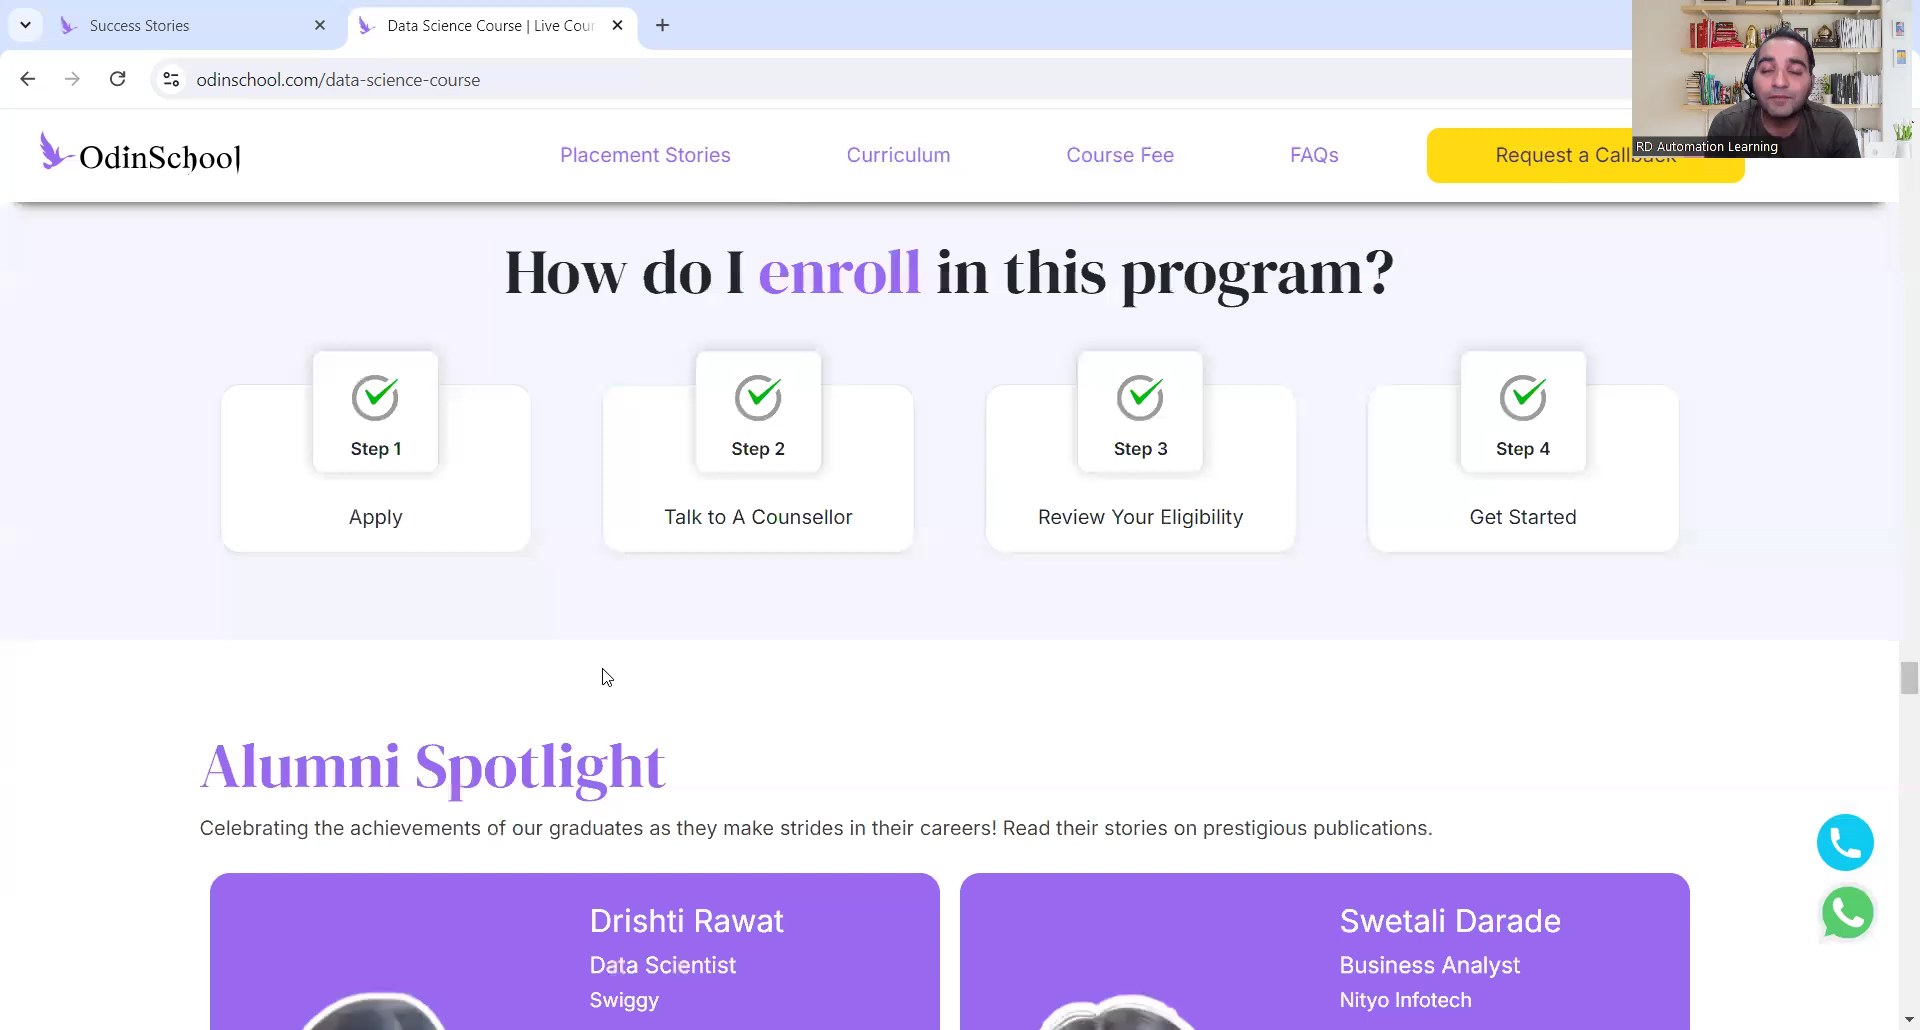 Success Stories
Data Science Course | Live Cour
odinschool.com/data-science-course
OdinSchool
Placement Stories
Curriculum
Course Fee
FAQs
Request a Callback
RD Automation Learning
How do I enroll in this program?
Step 1
Apply
Step 2
Talk to A Counsellor
Step 3
Review Your Eligibility
Step 4
Get Started
Alumni Spotlight
Celebrating the achievements of our graduates as they make strides in their careers! Read their stories on prestigious publications.
Drishti Rawat
Data Scientist
Swiggy
Swetali Darade
Business Analyst
Nityo Infotech